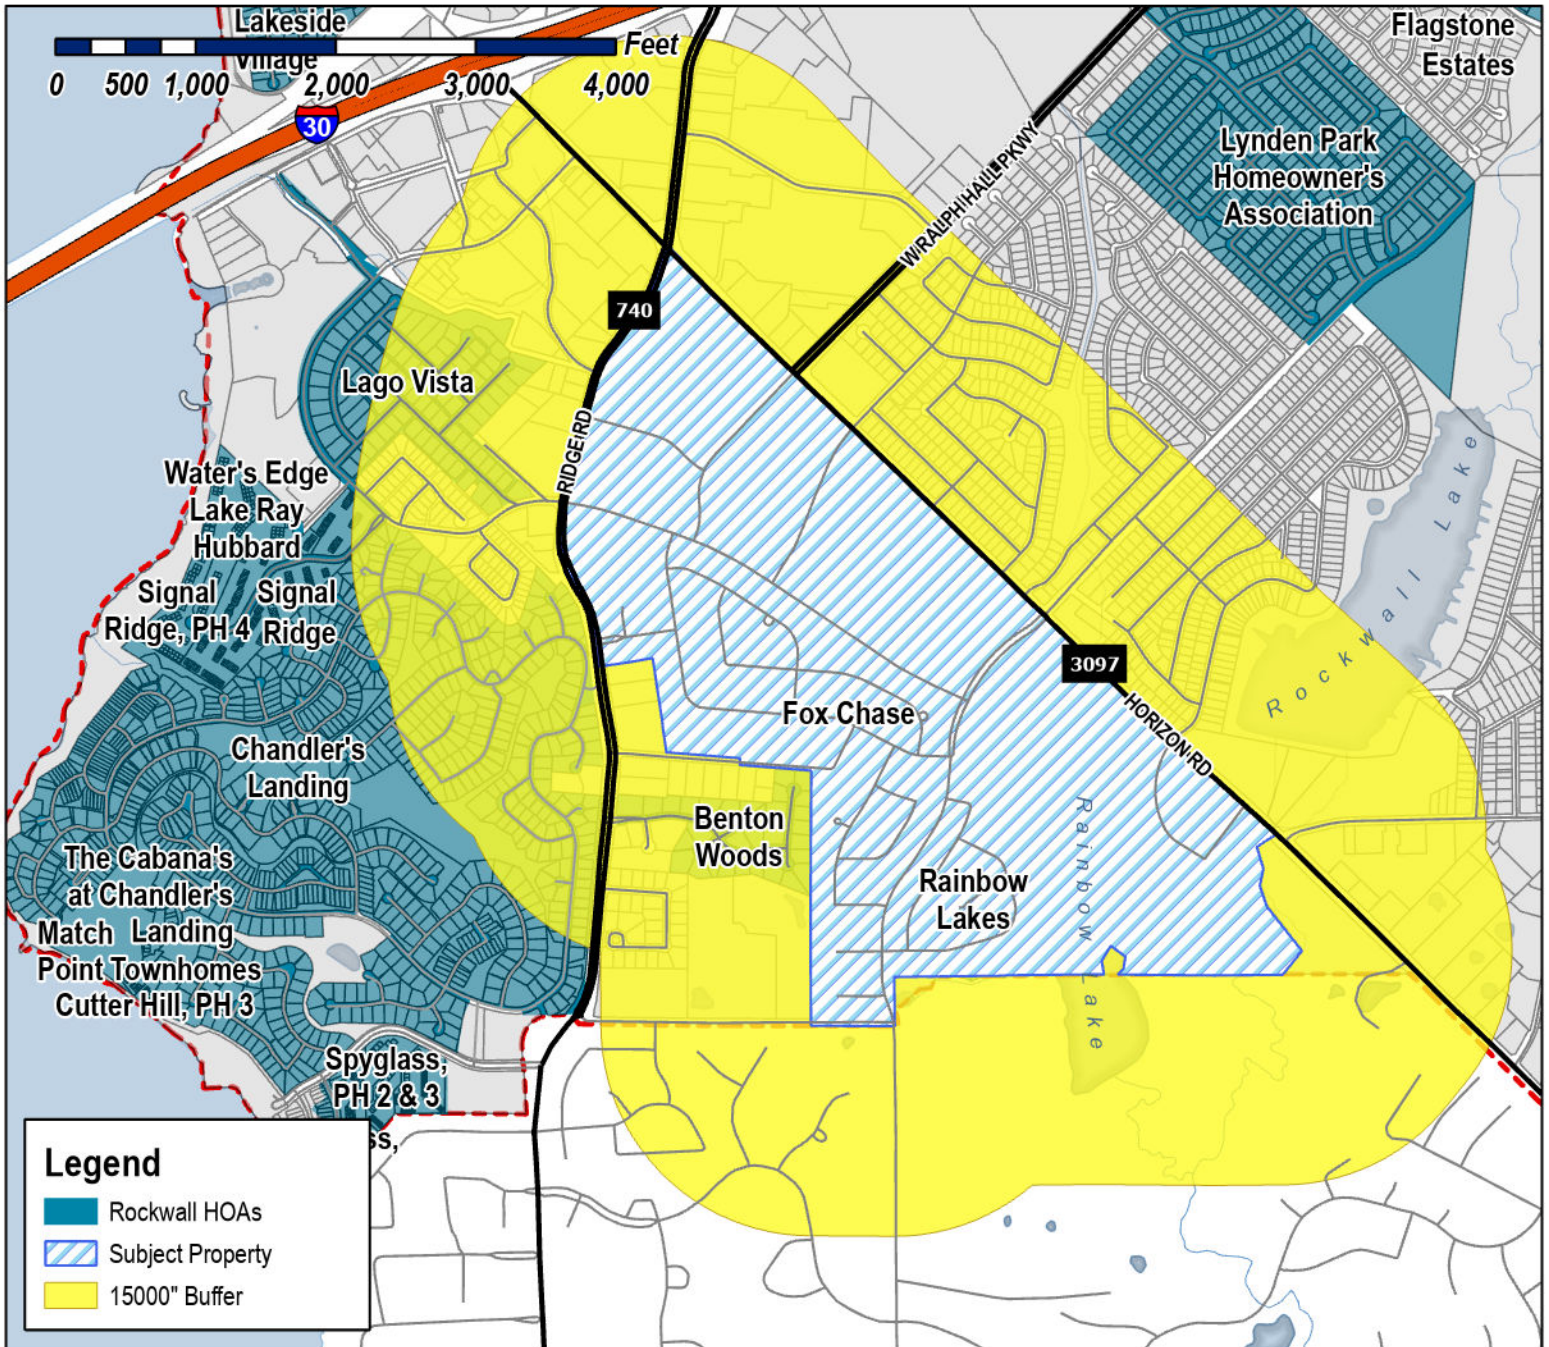 Lakeside
Village
Feet
0 500 1,000 2,000 3,000 4,000
30
Flagstone
Estates
Lynden Park
Homeowner's
Association
W RALPH HALL PKWY
740
Lago Vista
RIDGE RD
Water's Edge
Lake Ray
Hubbard
Signal
Ridge, PH 4
Signal
Ridge
Rockwall Lake
3097
HORIZON RD
Fox Chase
Chandler's
Landing
Benton
Woods
Rainbow Lake
Rainbow
Lakes
The Cabana's
at Chandler's
Landing
Match
Point Townhomes
Cutter Hill, PH 3
Spyglass,
PH 2 & 3
ss,
Legend
Rockwall HOAs
Subject Property
15000" Buffer